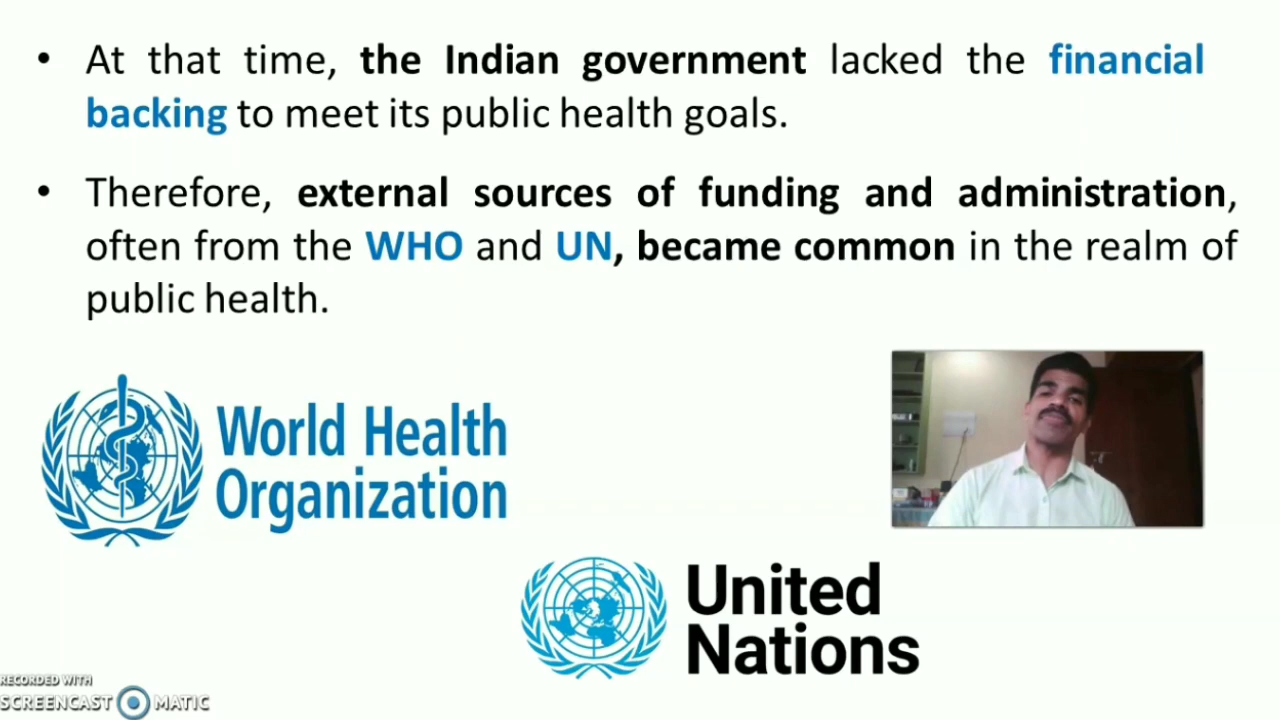 • At that time, the Indian government lacked the financial
backing to meet its public health goals.
• Therefore, external sources of funding and administration,
often from the WHO and UN, became common in the realm of
public health.
World Health
Organization
United
Nations
RECORDED WITH
SCREENCAST MATIC